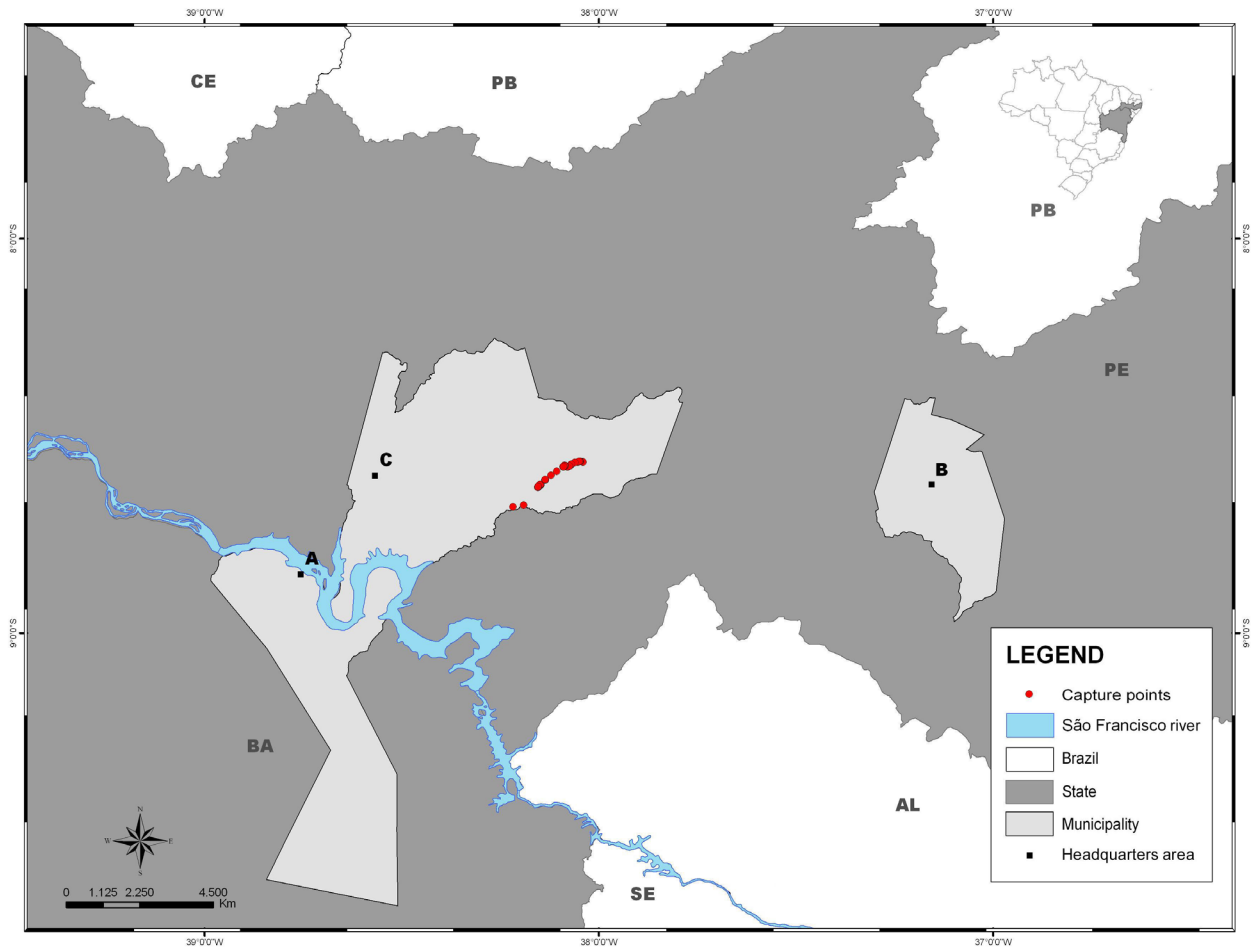 39°0'0"W 38°0'0"W 37°0'0"W
CE
PB
PB
8°0'0"S 8°0'0"S
PE
C
B
A
9°0'0"S 9°0'0"S
BA
AL
SE
LEGEND
Capture points
São Francisco river
Brazil
State
Municipality
Headquarters area
N
W E
S
0 1.125 2.250 4.500
Km
39°0'0"W 38°0'0"W 37°0'0"W